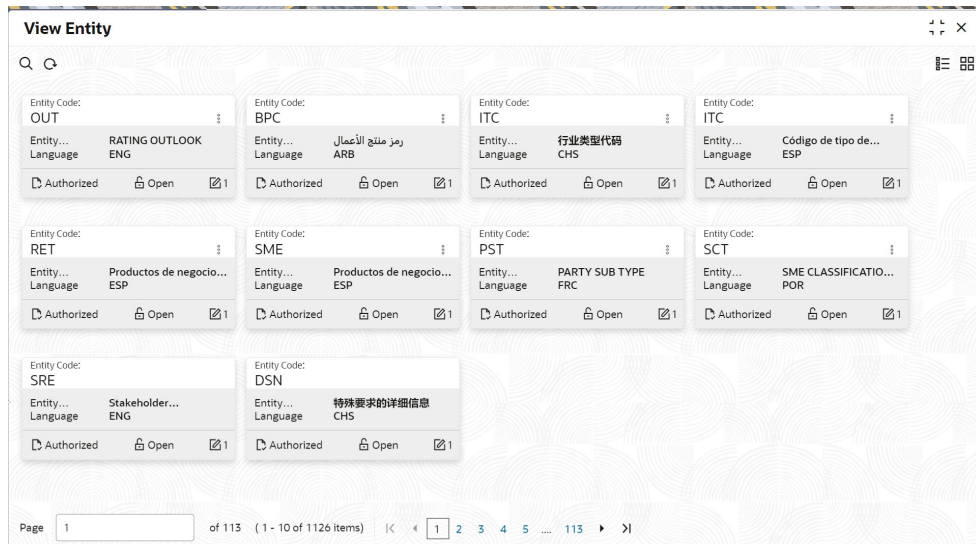 View Entity
Entity Code:
OUT
Entity... RATING OUTLOOK
Language ENG
Authorized Open 1
Entity Code:
BPC
Entity... رمز منتج الأعمال
Language ARB
Authorized Open 1
Entity Code:
ITC
Entity... 行业类型代码
Language CHS
Authorized Open 1
Entity Code:
ITC
Entity... Código de tipo de...
Language ESP
Authorized Open 1
Entity Code:
RET
Entity... Productos de negocio...
Language ESP
Authorized Open 1
Entity Code:
SME
Entity... Productos de negocio...
Language ESP
Authorized Open 1
Entity Code:
PST
Entity... PARTY SUB TYPE
Language FRC
Authorized Open 1
Entity Code:
SCT
Entity... SME CLASSIFICATIO...
Language POR
Authorized Open 1
Entity Code:
SRE
Entity... Stakeholder...
Language ENG
Authorized Open 1
Entity Code:
DSN
Entity... 特殊要求的详细信息
Language CHS
Authorized Open 1
Page 1 of 113 (1 - 10 of 1126 items) 1 2 3 4 5 .... 113